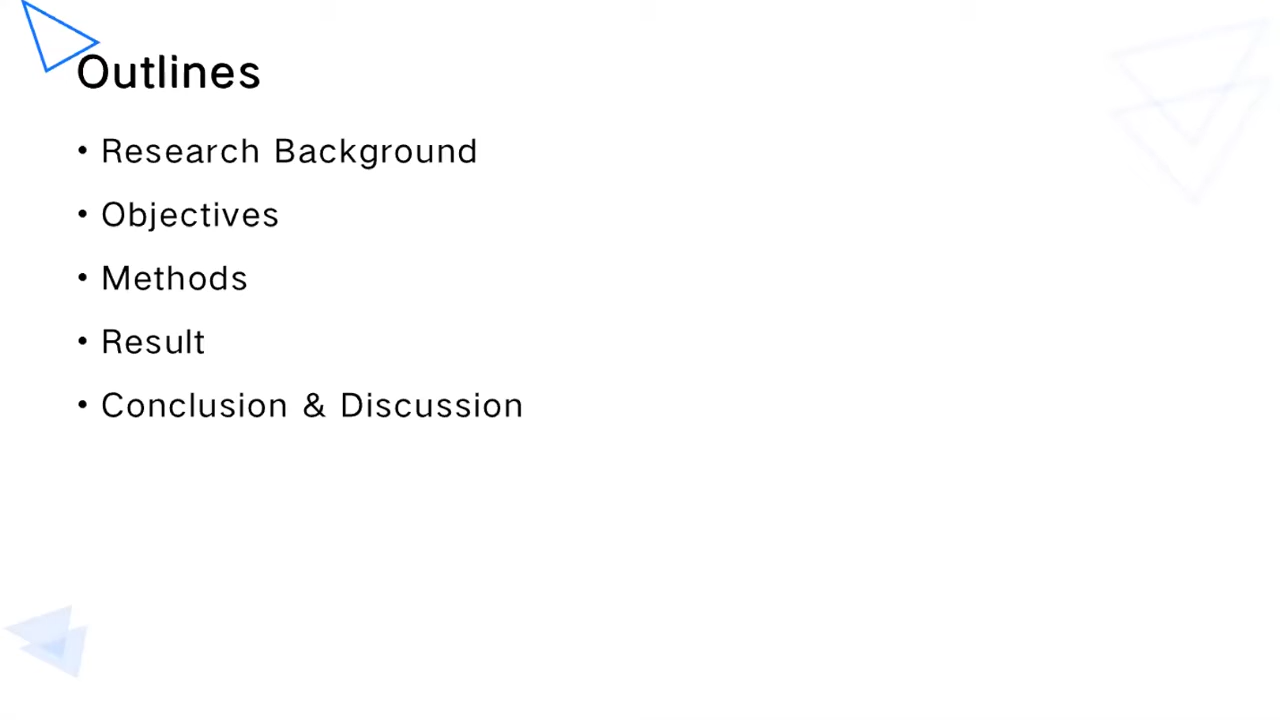 Outlines
• Research Background
• Objectives
• Methods
• Result
• Conclusion & Discussion